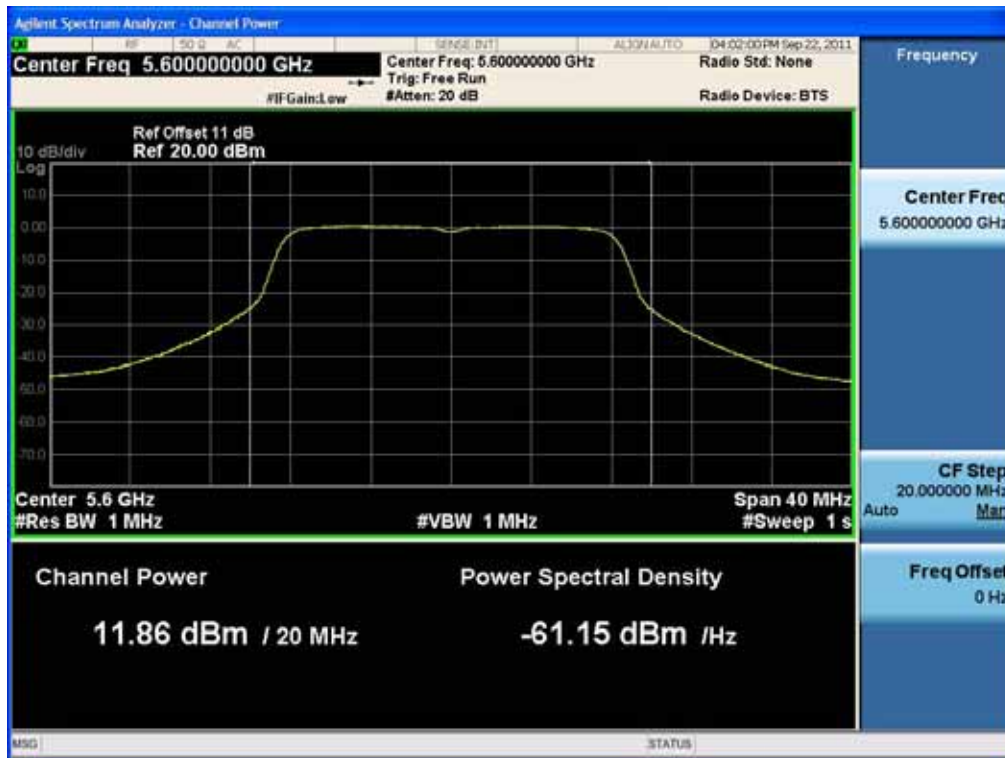 Agilent Spectrum Analyzer - Channel Power
RF 50 Ω AC SENSE:INT ALIGN AUTO 04:02:00 PM Sep 22, 2011
Center Freq 5.600000000 GHz
Center Freq: 5.600000000 GHz
Radio Std: None
Trig: Free Run
#IFGain:Low
#Atten: 20 dB
Radio Device: BTS
Ref Offset 11 dB
10 dB/div Ref 20.00 dBm
Log
10.0
0.00
-10.0
-20.0
-30.0
-40.0
-50.0
-60.0
-70.0
Center 5.6 GHz
Span 40 MHz
#Res BW 1 MHz
#VBW 1 MHz
#Sweep 1 s
Channel Power
Power Spectral Density
11.86 dBm / 20 MHz
-61.15 dBm /Hz
MSG
STATUS
Frequency
Center Freq
5.600000000 GHz
CF Step
20.000000 MHz
Auto Man
Freq Offset
0 Hz